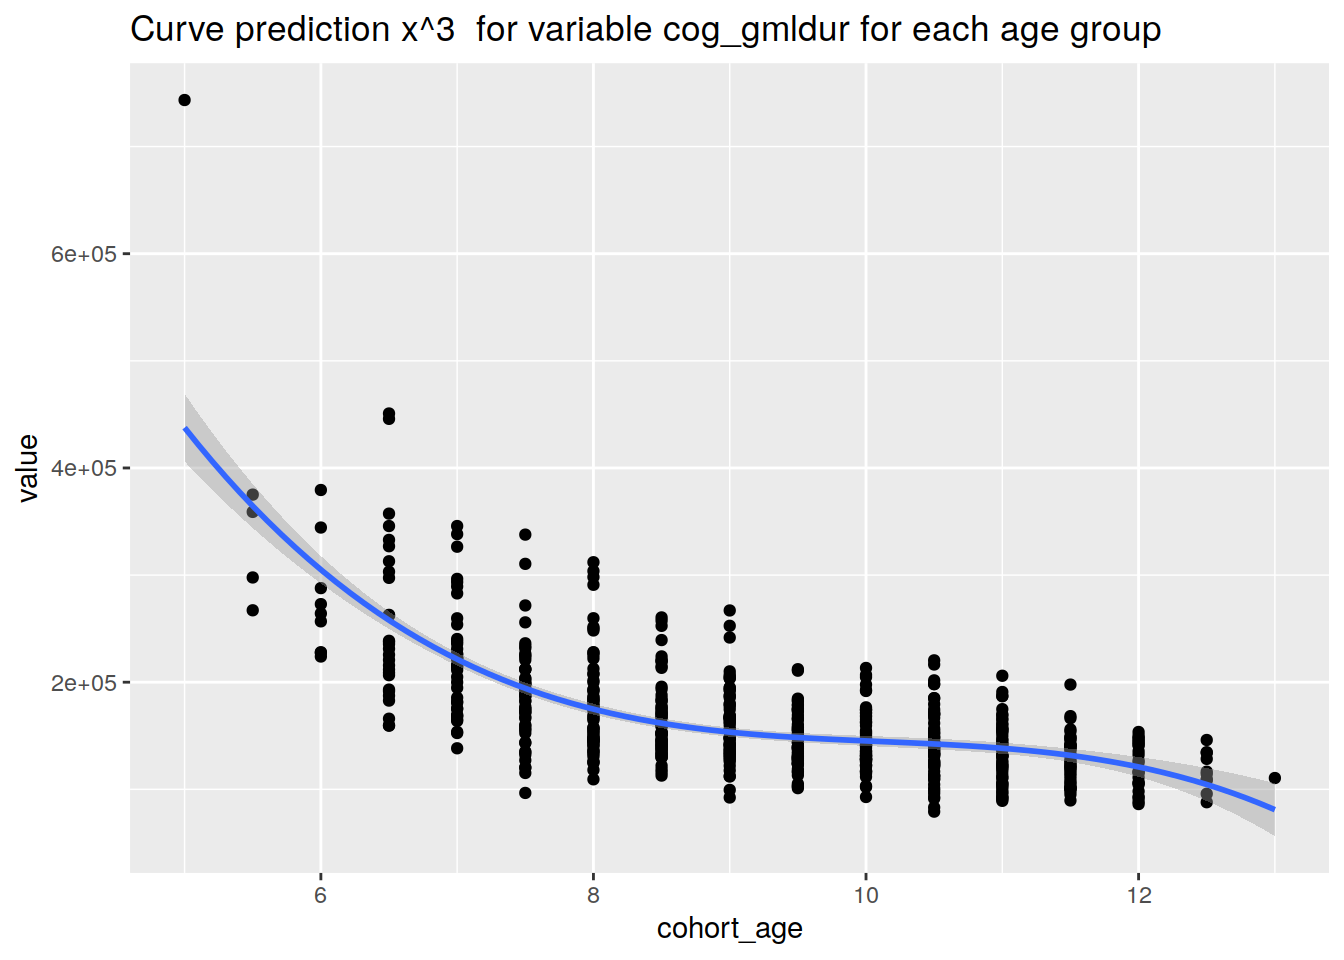 Curve prediction x^3  for variable cog_gmldur for each age group
6e+05
4e+05
2e+05
value
6
8
10
12
cohort_age